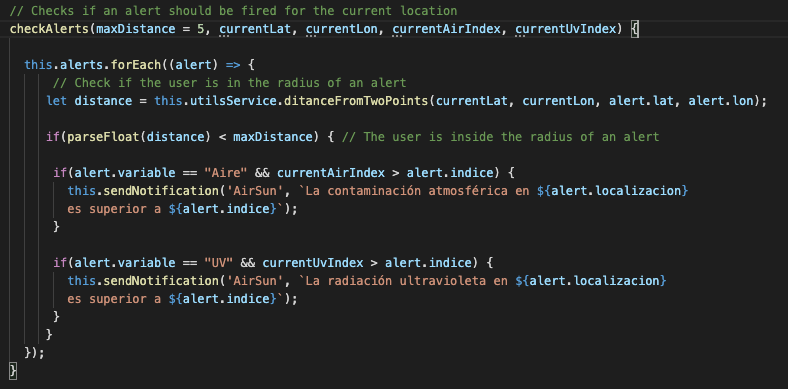 // Checks if an alert should be fired for the current location
checkAlerts(maxDistance = 5, currentLat, currentLon, currentAirIndex, currentUvIndex) {
this.alerts.forEach((alert) => {
// Check if the user is in the radius of an alert
let distance = this.utilsService.ditanceFromTwoPoints(currentLat, currentLon, alert.lat, alert.lon);
if(parseFloat(distance) < maxDistance) { // The user is inside the radius of an alert
if(alert.variable == "Aire" && currentAirIndex > alert.indice) {
this.sendNotification('AirSun', `La contaminación atmosférica en ${alert.localizacion}
es superior a ${alert.indice}`);
}
if(alert.variable == "UV" && currentUvIndex > alert.indice) {
this.sendNotification('AirSun', `La radiación ultravioleta en ${alert.localizacion}
es superior a ${alert.indice}`);
}
}
});
}